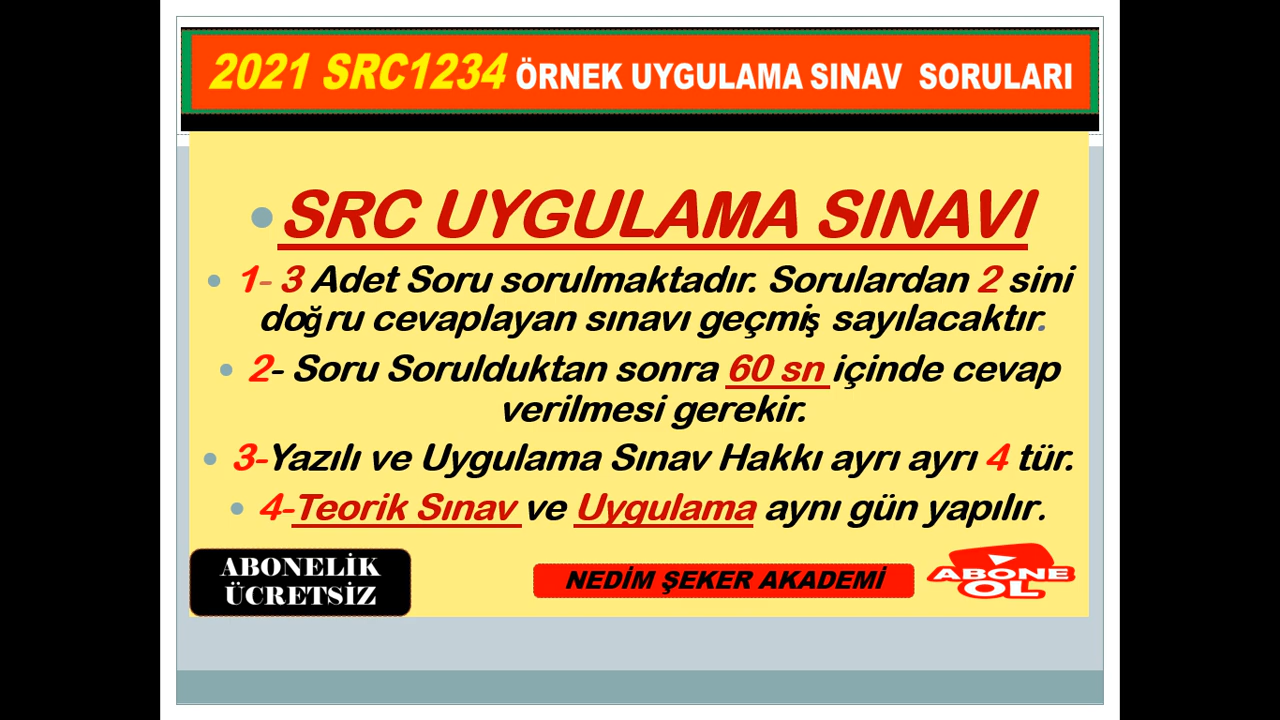 2021 SRC1234 ÖRNEK UYGULAMA SINAV SORULARI
SRC UYGULAMA SINAVI
1- 3 Adet Soru sorulmaktadır. Sorulardan 2 sini
doğru cevaplayan sınavı geçmiş sayılacaktır.
2- Soru Sorulduktan sonra 60 sn içinde cevap
verilmesi gerekir.
3-Yazılı ve Uygulama Sınav Hakkı ayrı ayrı 4 tür.
4-Teorik Sınav ve Uygulama aynı gün yapılır.
ABONELİK
ÜCRETSİZ
NEDİM ŞEKER AKADEMİ
ABONE
OL